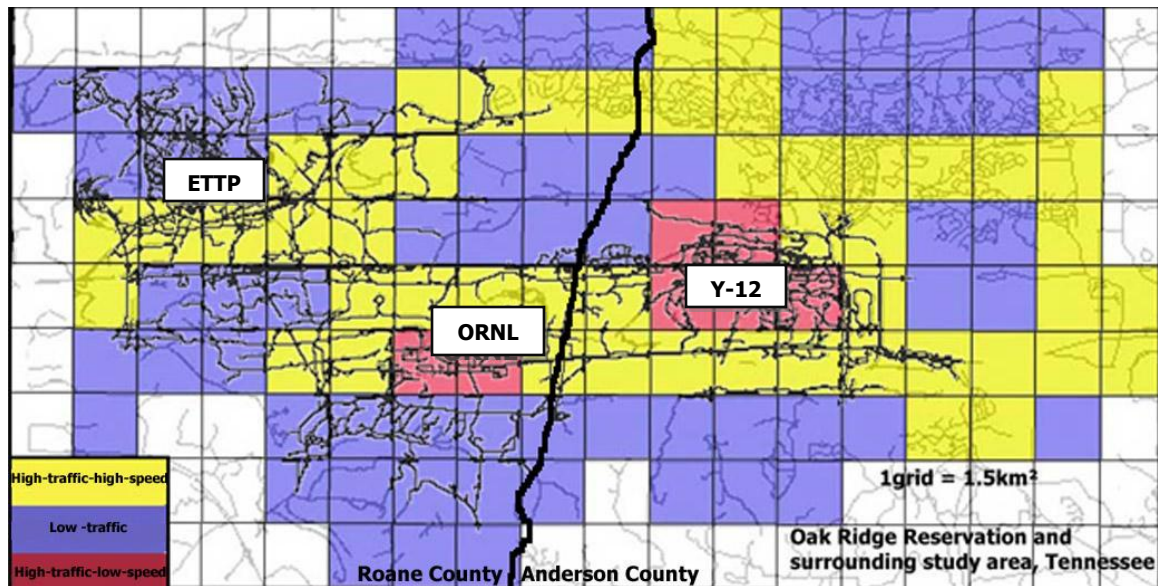 ETTP
Y-12
ORNL
High-traffic-high-speed
Low -traffic
High-traffic-low-speed
1grid = 1.5km²
Oak Ridge Reservation and
surrounding study area, Tennessee
Roane County
Anderson County